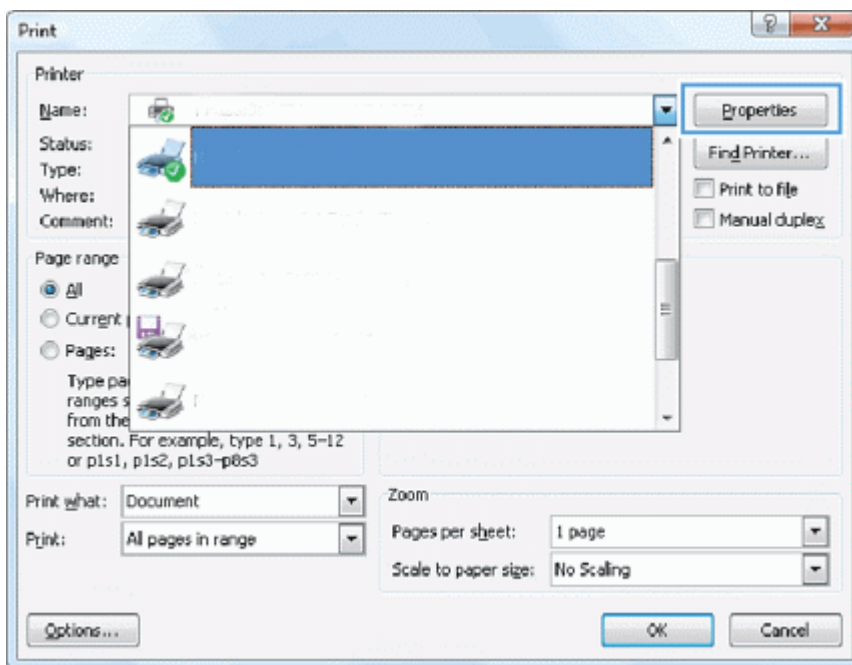 Print
Printer
Name:
Properties
Status:
Find Printer...
Type:
Where:
Print to file
Comment:
Manual duplex
Page range
All
Current
Pages:
Type
ranges
from the
section. For example, type 1, 3, 5–12
or p1s1, p1s2, p1s3–p8s3
Print what: Document
Print: All pages in range
Zoom
Pages per sheet: 1 page
Scale to paper size: No Scaling
Options...
OK
Cancel